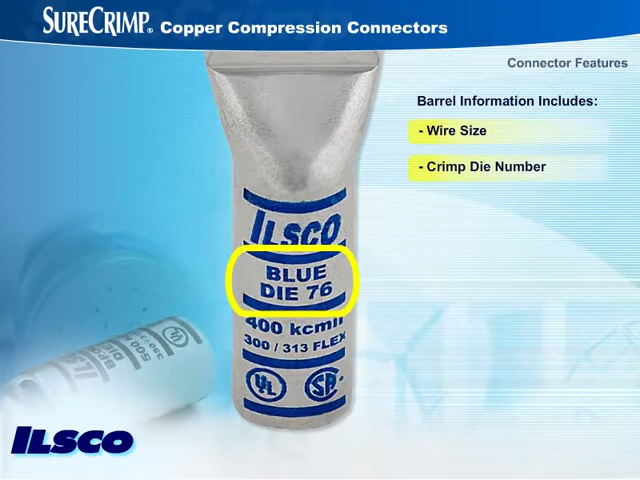 SURECRIMP® Copper Compression Connectors
Connector Features
Barrel Information Includes:
- Wire Size
- Crimp Die Number
ILSCO
BLUE
DIE 76
400 kcmil
300 / 313 FLEX
UL
ILSCO